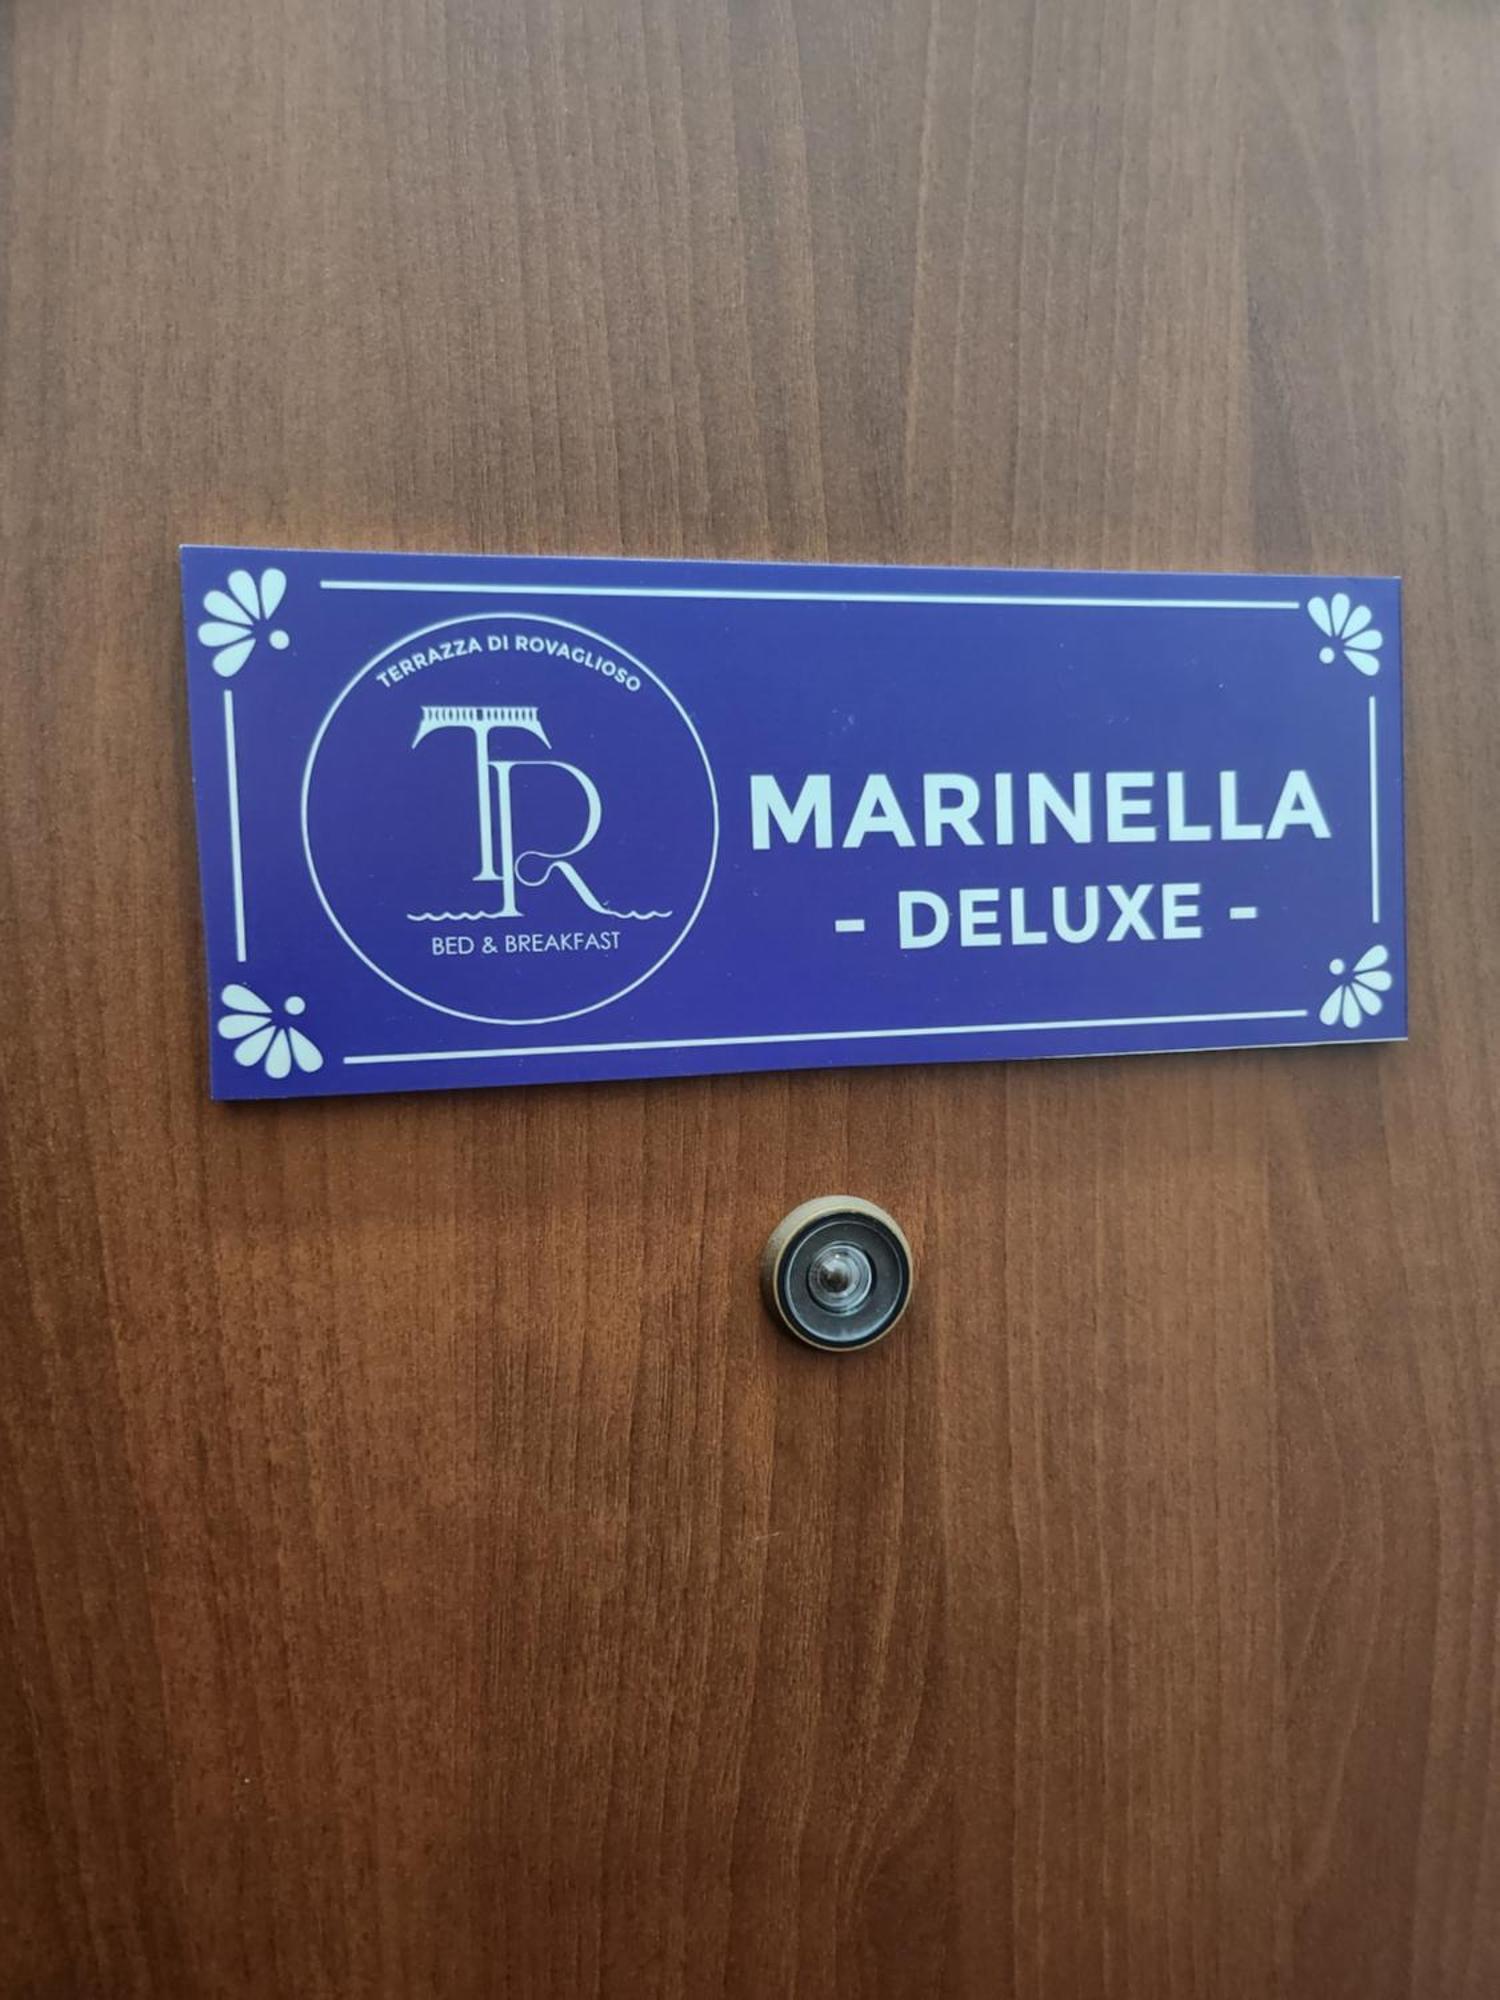 TERRAZZA DI ROVAGLIOSO
TR
BED & BREAKFAST
MARINELLA
- DELUXE -